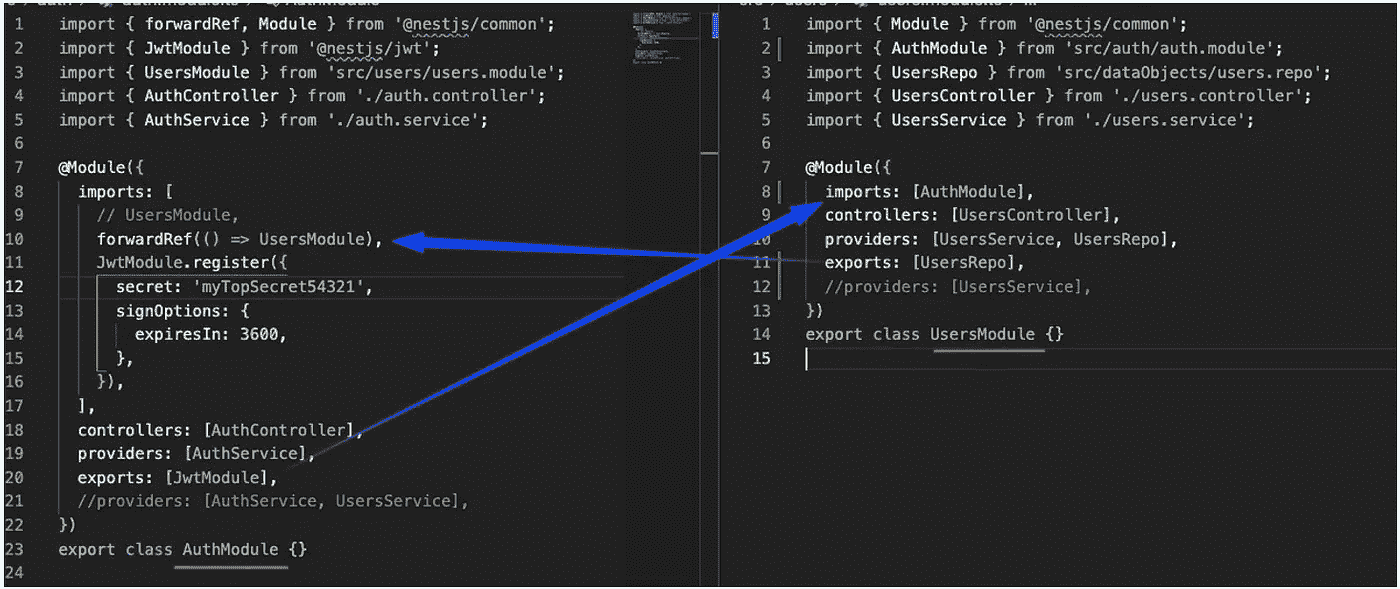 1 import { forwardRef, Module } from '@nestjs/common';
2 import { JwtModule } from '@nestjs/jwt';
3 import { UsersModule } from 'src/users/users.module';
4 import { AuthController } from './auth.controller';
5 import { AuthService } from './auth.service';
6
7 @Module({
8 imports: [
9 // UsersModule,
10 forwardRef(() => UsersModule),
11 JwtModule.register({
12 secret: 'myTopSecret54321',
13 signOptions: {
14 expiresIn: 3600,
15 },
16 }),
17 ],
18 controllers: [AuthController],
19 providers: [AuthService],
20 exports: [JwtModule],
21 //providers: [AuthService, UsersService],
22 })
23 export class AuthModule {}
24
1 import { Module } from '@nestjs/common';
2 import { AuthModule } from 'src/auth/auth.module';
3 import { UsersRepo } from 'src/dataObjects/users.repo';
4 import { UsersController } from './users.controller';
5 import { UsersService } from './users.service';
6
7 @Module({
8 imports: [AuthModule],
9 controllers: [UsersController],
10 providers: [UsersService, UsersRepo],
11 exports: [UsersRepo],
12 //providers: [UsersService],
13 })
14 export class UsersModule {}
15